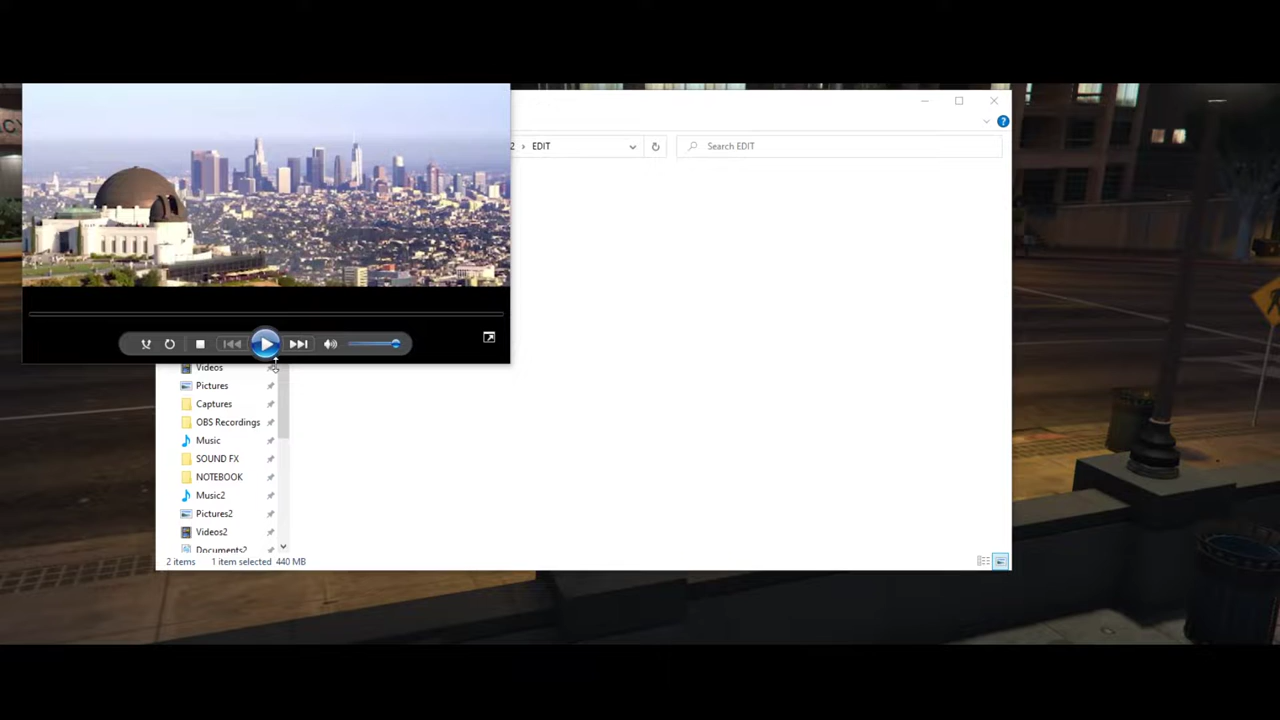 2 › EDIT
Search EDIT
Videos
Pictures
Captures
OBS Recordings
Music
SOUND FX
NOTEBOOK
Music2
Pictures2
Videos2
Documents2
2 items 1 item selected 440 MB